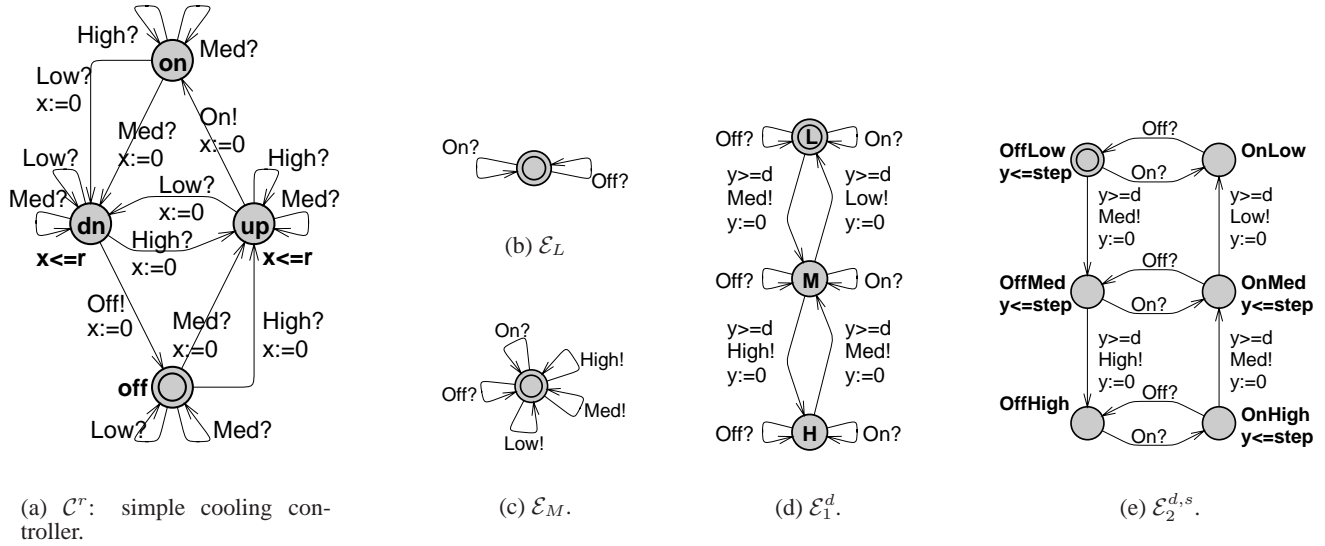 High?
Med?
on
Low?
x:=0
Med?
x:=0
On!
x:=0
Low?
Med?
High?
Med?
Low?
x:=0
dn
up
High?
x:=0
x<=r
x<=r
Off!
x:=0
Med?
x:=0
High?
x:=0
off
Low?
Med?
(a) 𝒞ʳ: simple cooling con-
troller.
On?
Off?
(b) ℰ_L
On?
High!
Off?
Med!
Low!
(c) ℰ_M.
Off?
L
On?
y>=d
Med!
y:=0
y>=d
Low!
y:=0
Off?
M
On?
y>=d
High!
y:=0
y>=d
Med!
y:=0
Off?
H
On?
(d) ℰ_1^d.
OffLow
y<=step
Off?
On?
OnLow
y>=d
Med!
y:=0
y>=d
Low!
y:=0
OffMed
y<=step
Off?
On?
OnMed
y<=step
y>=d
High!
y:=0
y>=d
Med!
y:=0
OffHigh
Off?
On?
OnHigh
y<=step
(e) ℰ_2^{d,s}.